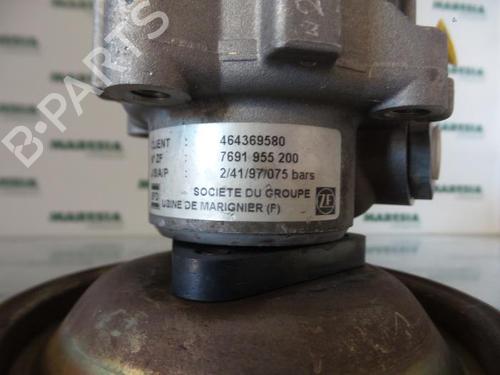 CLIENT 464369580
N° ZF 7691 955 200
J/S/A/P 2/41/97/075 bars
SOCIETE DU GROUPE ZF
USINE DE MARIGNIER (F)
B-PARTS